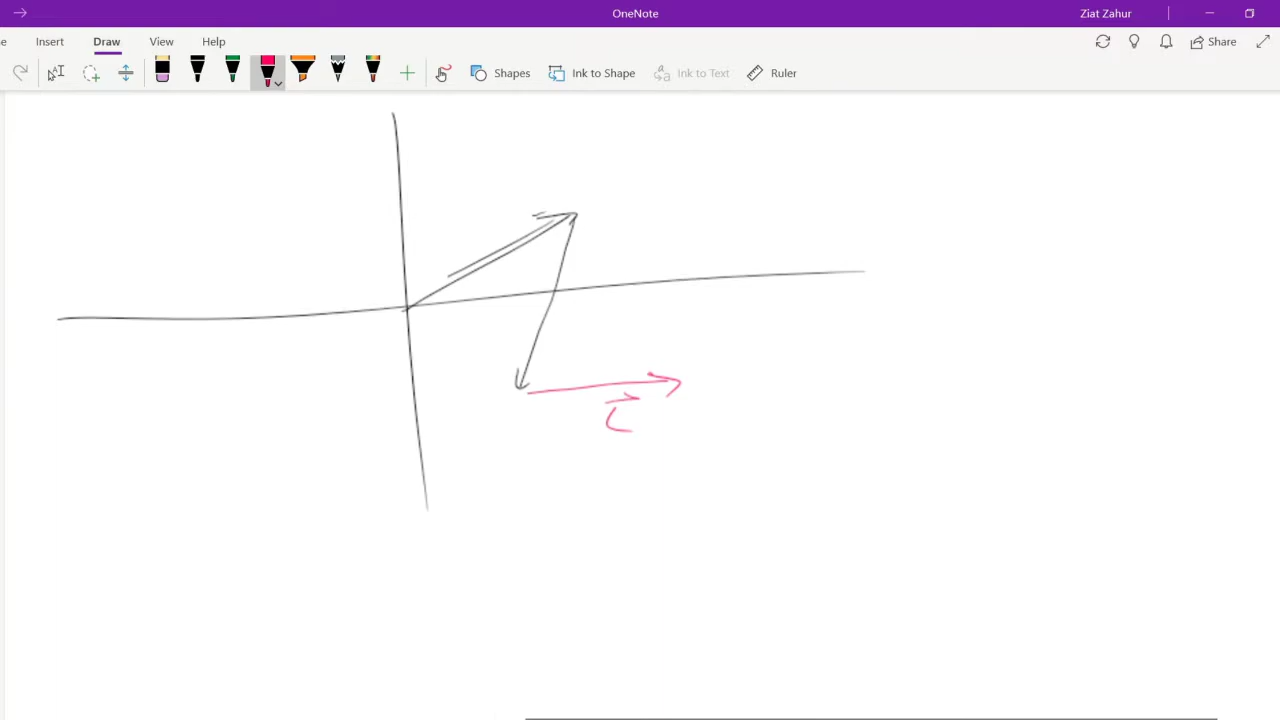 OneNote
Ziat Zahur
Insert Draw View Help
Share
Shapes Ink to Shape Ink to Text Ruler
c